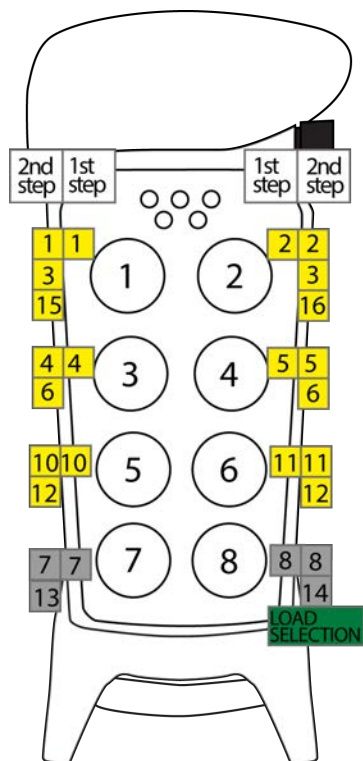 2nd step 1st step 1st step 2nd step
1 1 2 2
3 1 2 3
15 16
4 4 3 4 5 5
6 6
10 10 5 6 11 11
12 12
7 7 7 8 8 8
13 14
LOAD
SELECTION